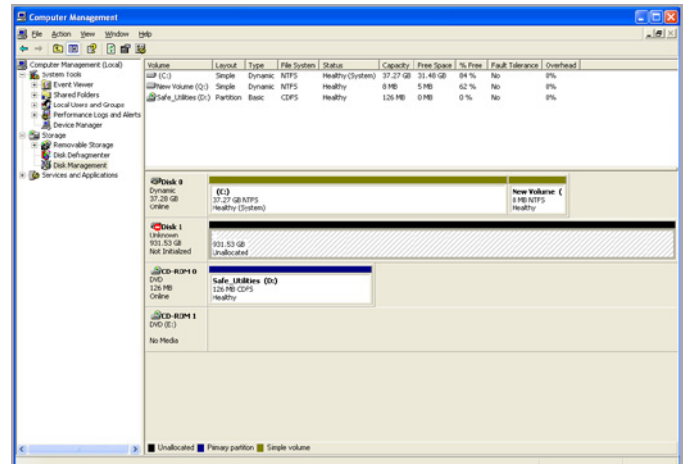 Computer Management
File Action View Window Help
Computer Management (Local)
System Tools
Event Viewer
Shared Folders
Local Users and Groups
Performance Logs and Alerts
Device Manager
Storage
Removable Storage
Disk Defragmenter
Disk Management
Services and Applications
Volume Layout Type File System Status Capacity Free Space % Free Fault Tolerance Overhead
(C:) Simple Dynamic NTFS Healthy (System) 37.27 GB 31.48 GB 84 % No 0%
New Volume (Q:) Simple Dynamic NTFS Healthy 8 MB 5 MB 62 % No 0%
Safe_Utilities (D:) Partition Basic CDFS Healthy 126 MB 0 MB 0 % No 0%
Disk 0
Dynamic
37.28 GB
Online
(C:)
37.27 GB NTFS
Healthy (System)
New Volume (
8 MB NTFS
Healthy
Disk 1
Unknown
931.53 GB
Not Initialized
931.53 GB
Unallocated
CD-ROM 0
DVD
126 MB
Online
Safe_Utilities (D:)
126 MB CDFS
Healthy
CD-ROM 1
DVD (E:)
No Media
Unallocated Primary partition Simple volume